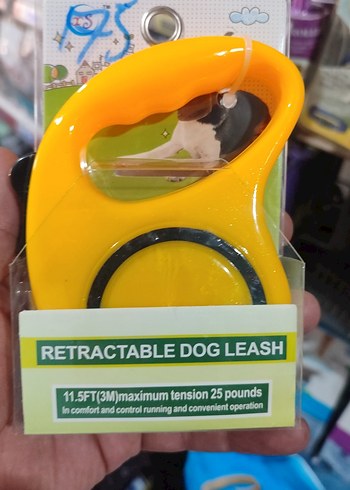 RETRACTABLE DOG LEASH
11.5FT(3M)maximum tension 25 pounds
In comfort and control running and convenient operation